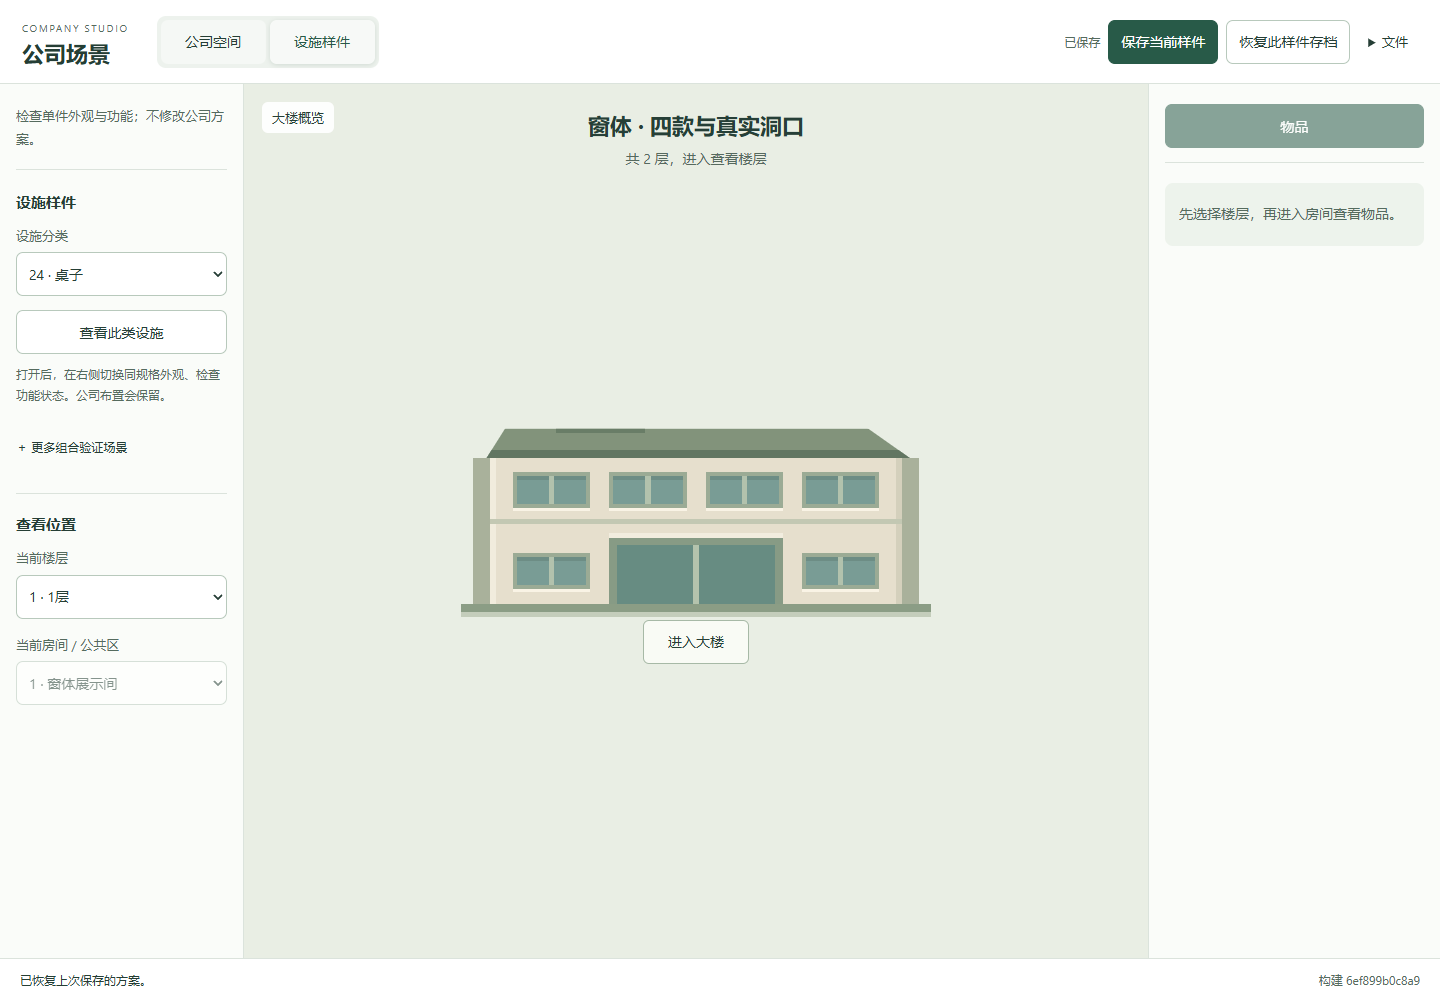 COMPANY STUDIO
公司场景
公司空间
设施样件
已保存
保存当前样件
恢复此样件存档
▶ 文件
检查单件外观与功能；不修改公司方
案。
设施样件
设施分类
24 · 桌子
查看此类设施
打开后，在右侧切换同规格外观、检查
功能状态。公司布置会保留。
+ 更多组合验证场景
查看位置
当前楼层
1 · 1层
当前房间 / 公共区
1 · 窗体展示间
大楼概览
窗体 · 四款与真实洞口
共 2 层，进入查看楼层
进入大楼
物品
先选择楼层，再进入房间查看物品。
已恢复上次保存的方案。
构建 6ef899b0c8a9